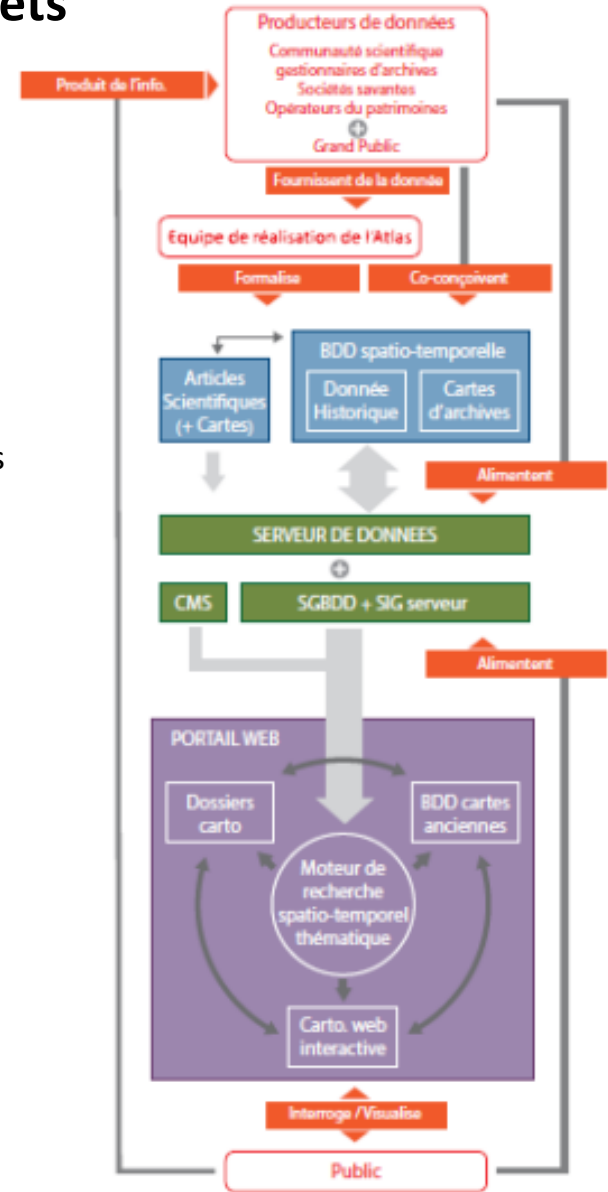 ets
Producteurs de données
Communauté scientifique
gestionnaires d'archives
Sociétés savantes
Opérateurs du patrimoines
Grand Public
Produit de l'info.
Fournissent de la donnée
Equipe de réalisation de l'Atlas
Formalise
Co-conçoivent
BDD spatio-temporelle
Articles
Scientifiques
(+ Cartes)
Donnée
Historique
Cartes
d'archives
s
Alimentent
SERVEUR DE DONNEES
CMS
SGBDD + SIG serveur
Alimentent
PORTAIL WEB
Dossiers
carto
BDD cartes
anciennes
Moteur de
recherche
spatio-temporel
thématique
Carto. web
interactive
Interroge / Visualise
Public